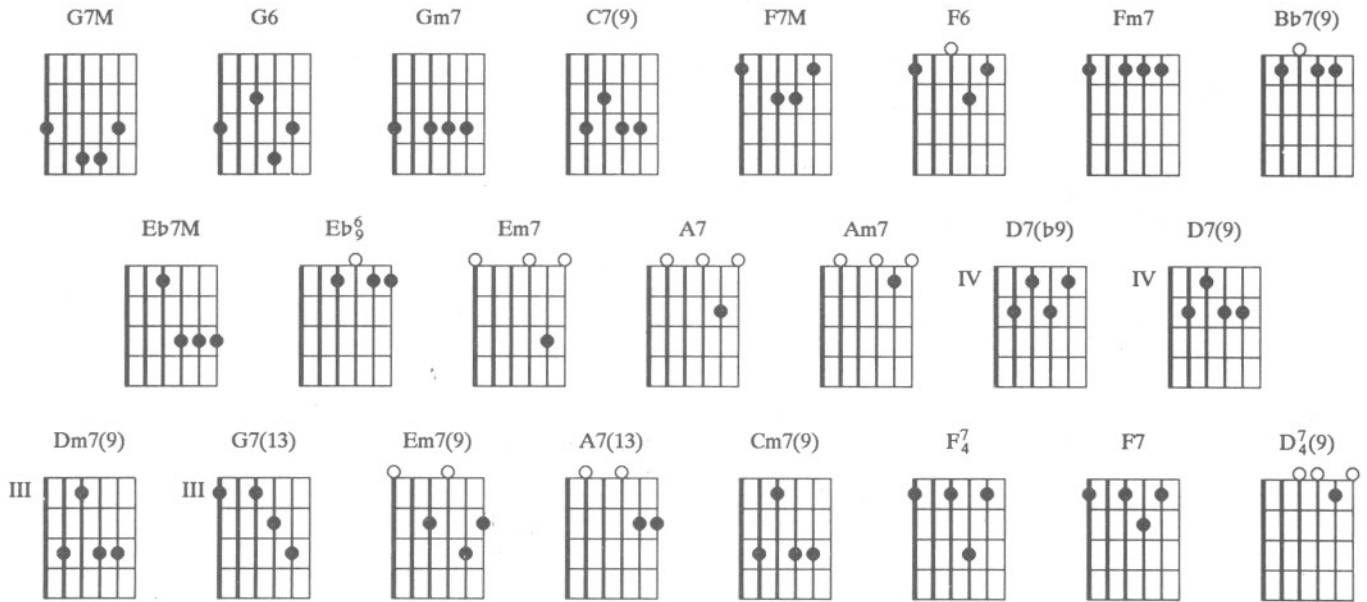 G7M G6 Gm7 C7(9) F7M F6 Fm7 B♭7(9)
E♭7M E♭6/9 Em7 A7 Am7 D7(♭9) D7(9)
IV IV
Dm7(9) G7(13) Em7(9) A7(13) Cm7(9) F7/4 F7 D7/4(9)
III III